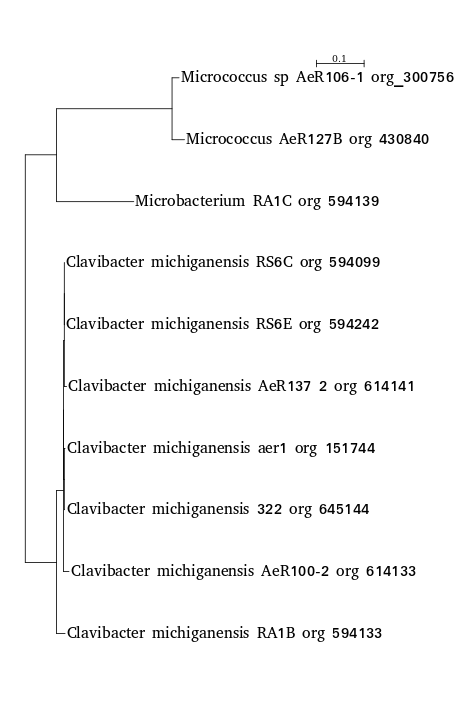 0.1
Micrococcus sp AeR106-1 org_300756
Micrococcus AeR127B org 430840
Microbacterium RA1C org 594139
Clavibacter michiganensis RS6C org 594099
Clavibacter michiganensis RS6E org 594242
Clavibacter michiganensis AeR137 2 org 614141
Clavibacter michiganensis aer1 org 151744
Clavibacter michiganensis 322 org 645144
Clavibacter michiganensis AeR100-2 org 614133
Clavibacter michiganensis RA1B org 594133